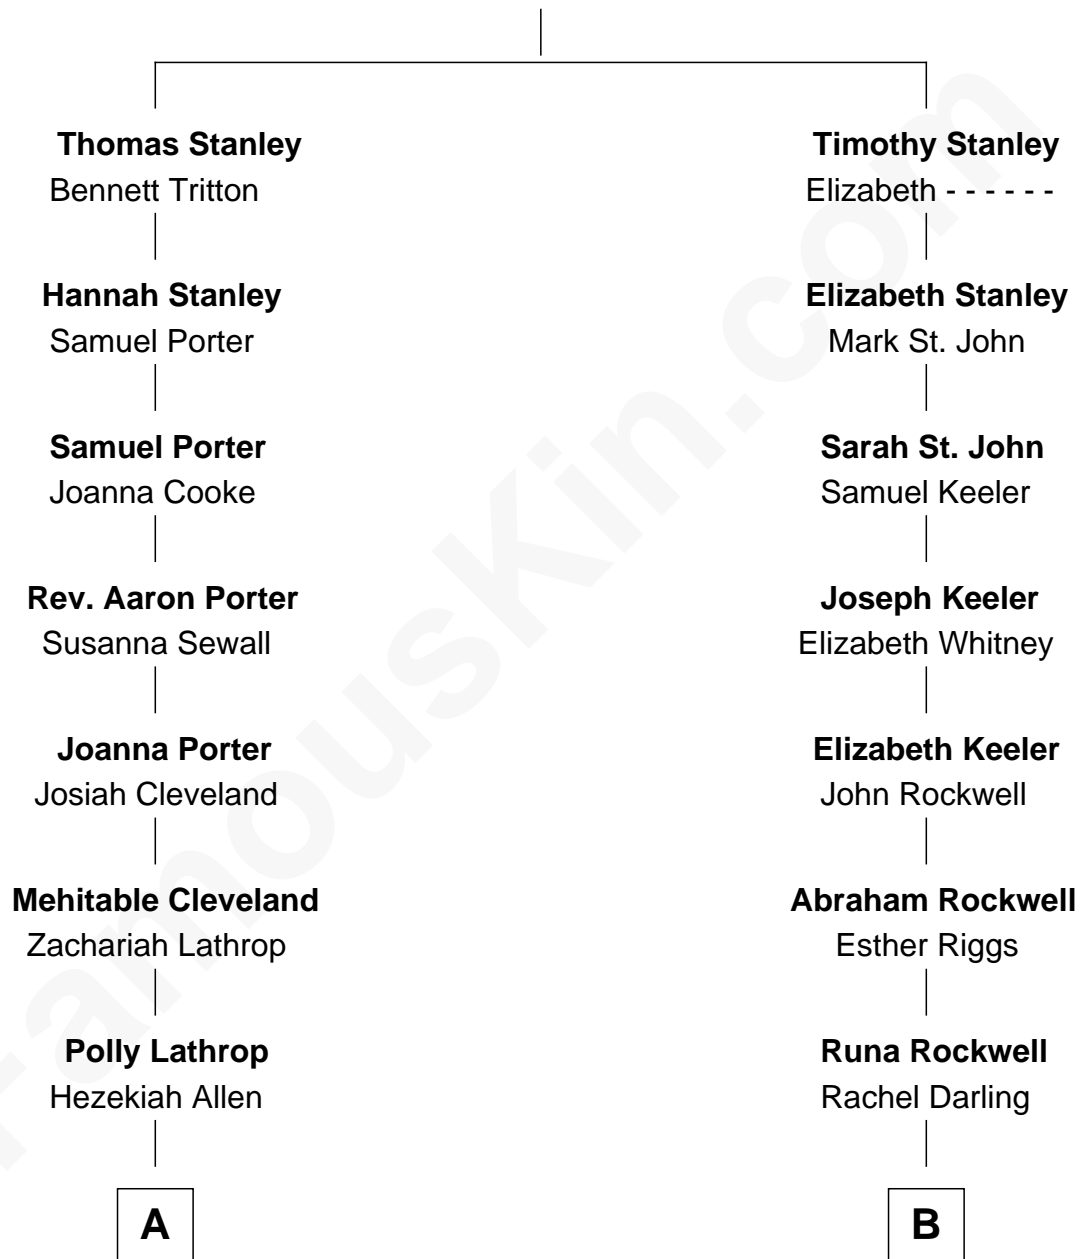 Thomas Stanley
Bennett Tritton
Hannah Stanley
Samuel Porter
Samuel Porter
Joanna Cooke
Rev. Aaron Porter
Susanna Sewall
Joanna Porter
Josiah Cleveland
Mehitable Cleveland
Zachariah Lathrop
Polly Lathrop
Hezekiah Allen
A
Timothy Stanley
Elizabeth - - - - - -
Elizabeth Stanley
Mark St. John
Sarah St. John
Samuel Keeler
Joseph Keeler
Elizabeth Whitney
Elizabeth Keeler
John Rockwell
Abraham Rockwell
Esther Riggs
Runa Rockwell
Rachel Darling
B
FamousKin.com